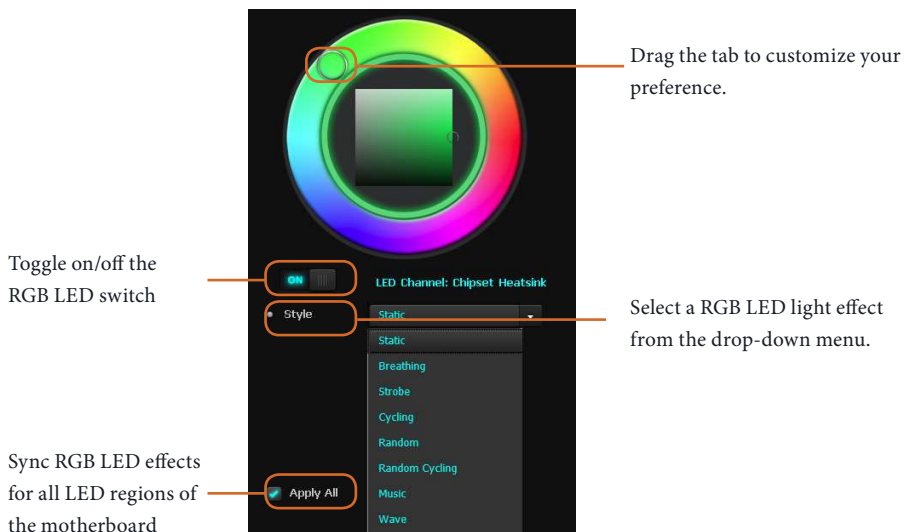 Drag the tab to customize your
preference.
Toggle on/off the
RGB LED switch
ON
LED Channel: Chipset Heatsink
Style
Static
Select a RGB LED light effect
from the drop-down menu.
Static
Breathing
Strobe
Cycling
Random
Random Cycling
Sync RGB LED effects
for all LED regions of
the motherboard
Apply All
Music
Wave